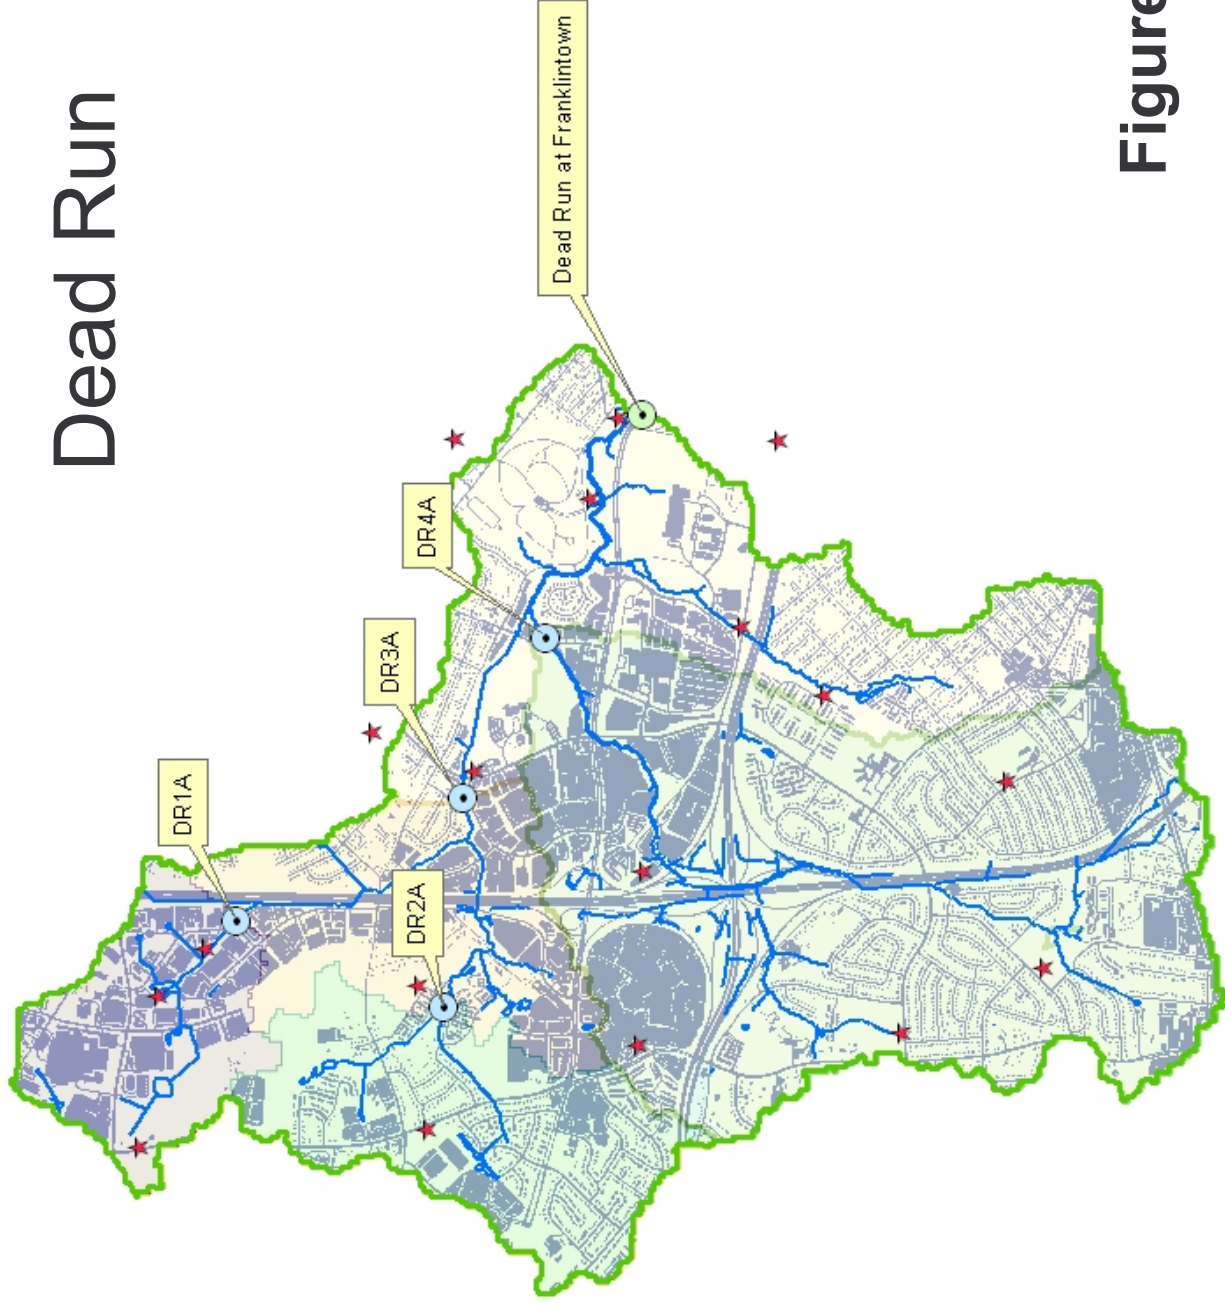 Dead Run
DR1A
DR2A
DR3A
DR4A
Dead Run at Franklintown
Figure